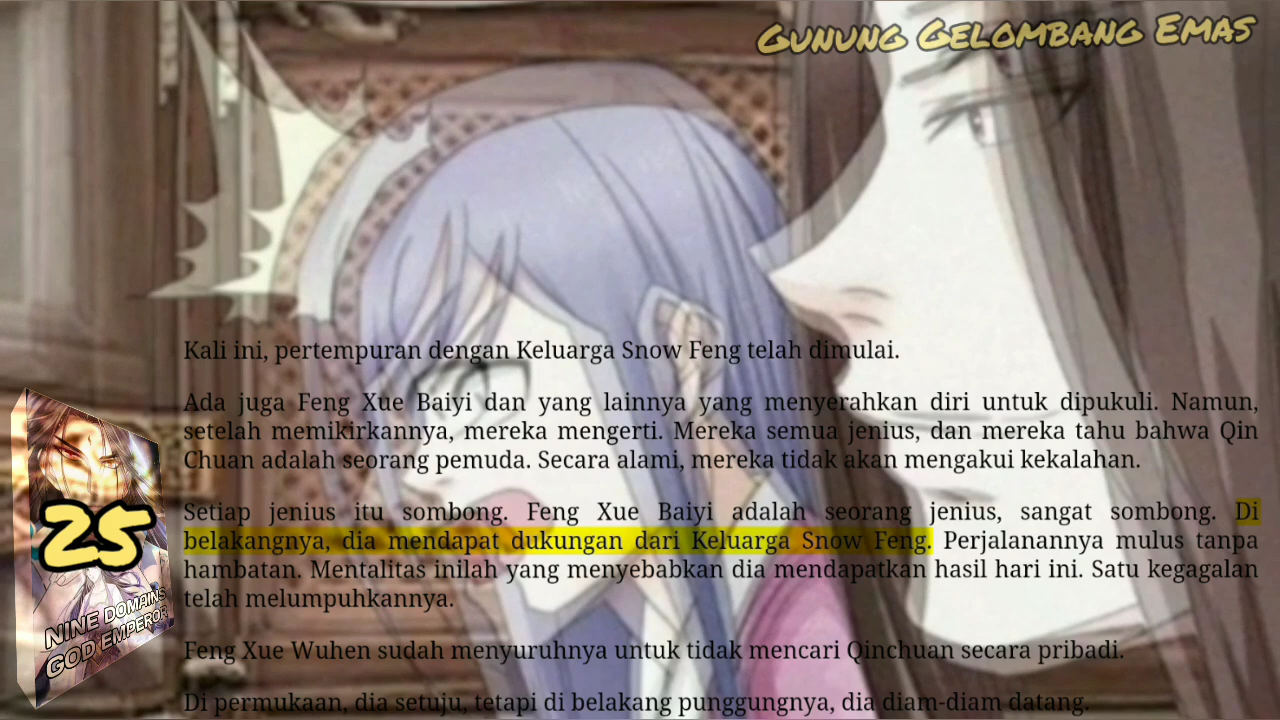 Gunung Gelombang Emas
Kali ini, pertempuran dengan Keluarga Snow Feng telah dimulai.
Ada juga Feng Xue Baiyi dan yang lainnya yang menyerahkan diri untuk dipukuli. Namun,
setelah memikirkannya, mereka mengerti. Mereka semua jenius, dan mereka tahu bahwa Qin
Chuan adalah seorang pemuda. Secara alami, mereka tidak akan mengakui kekalahan.
Setiap jenius itu sombong. Feng Xue Baiyi adalah seorang jenius, sangat sombong. Di
belakangnya, dia mendapat dukungan dari Keluarga Snow Feng. Perjalanannya mulus tanpa
hambatan. Mentalitas inilah yang menyebabkan dia mendapatkan hasil hari ini. Satu kegagalan
telah melumpuhkannya.
Feng Xue Wuhen sudah menyuruhnya untuk tidak mencari Qinchuan secara pribadi.
Di permukaan, dia setuju, tetapi di belakang punggungnya, dia diam-diam datang.
25
NINE DOMAINS
GOD EMPEROR